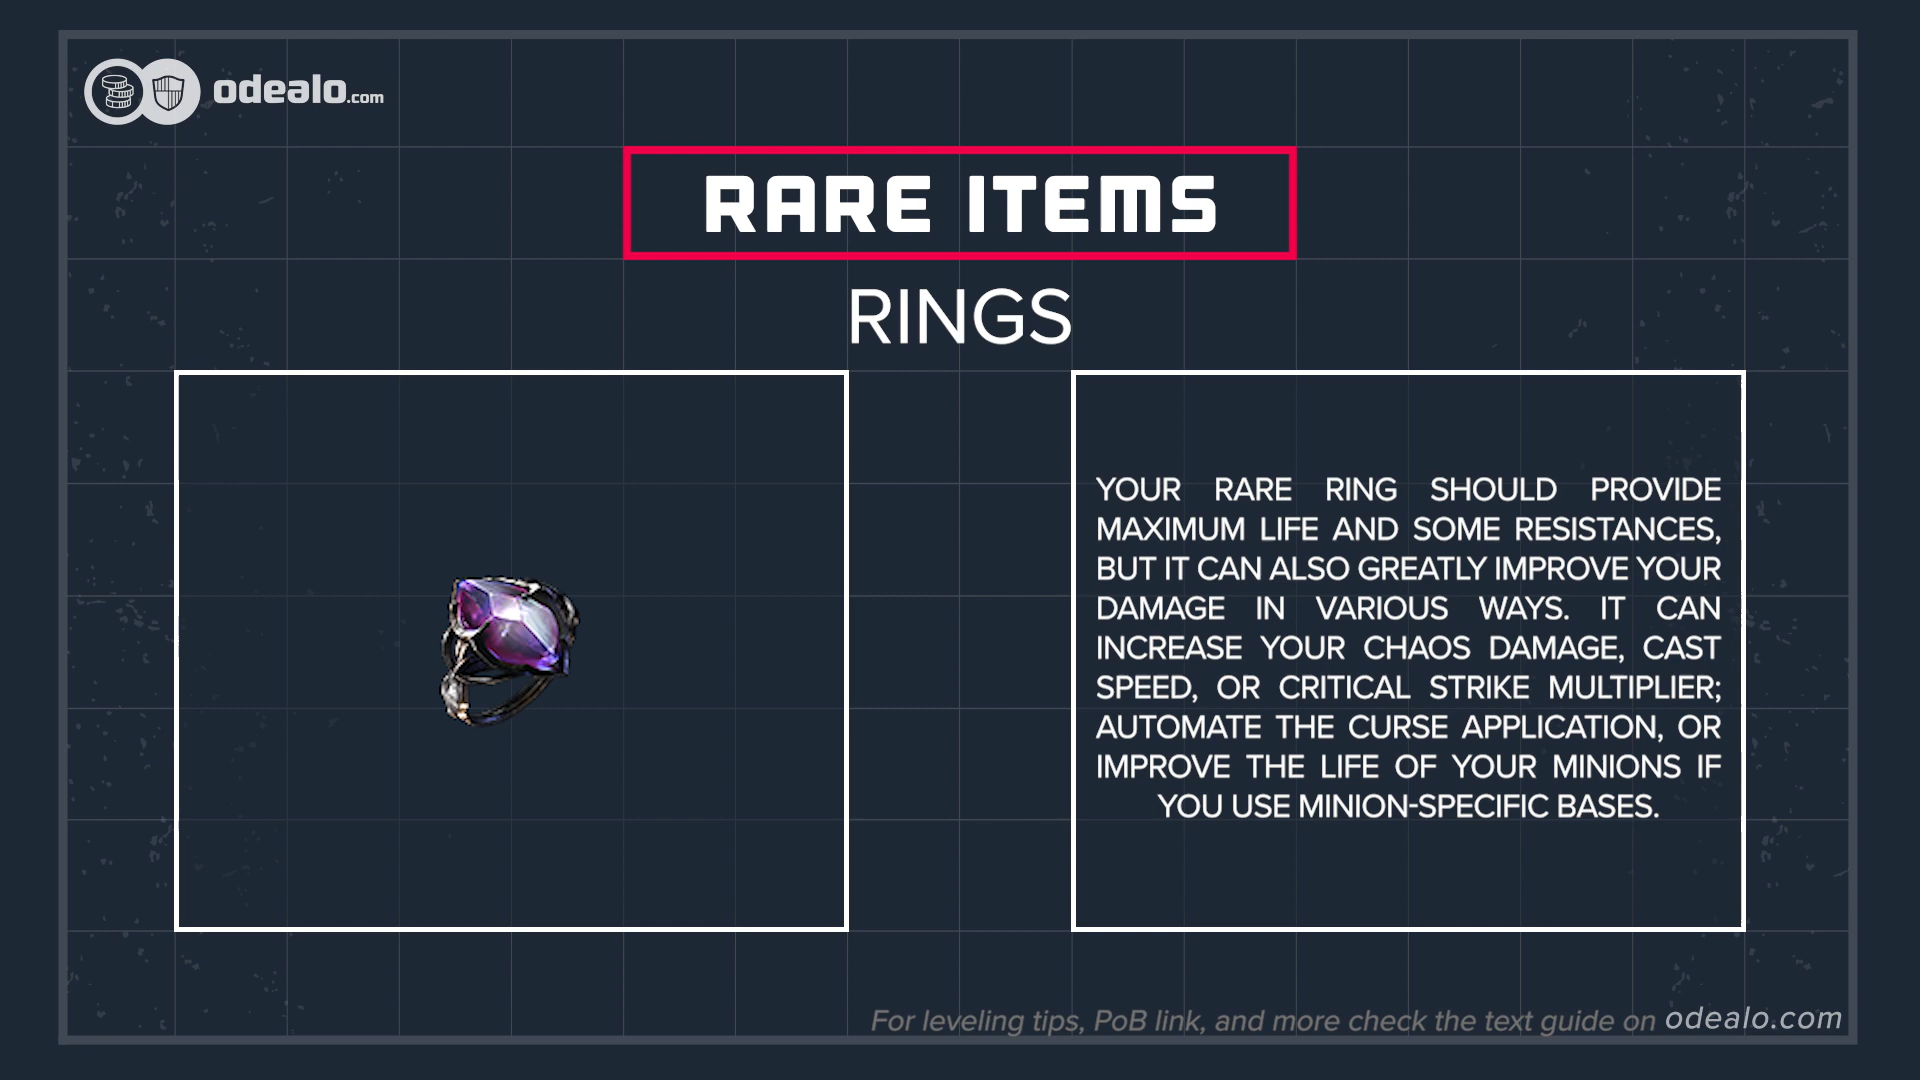 odealo.com
RARE ITEMS
RINGS
YOUR RARE RING SHOULD PROVIDE
MAXIMUM LIFE AND SOME RESISTANCES,
BUT IT CAN ALSO GREATLY IMPROVE YOUR
DAMAGE IN VARIOUS WAYS. IT CAN
INCREASE YOUR CHAOS DAMAGE, CAST
SPEED, OR CRITICAL STRIKE MULTIPLIER;
AUTOMATE THE CURSE APPLICATION, OR
IMPROVE THE LIFE OF YOUR MINIONS IF
YOU USE MINION-SPECIFIC BASES.
For leveling tips, PoB link, and more check the text guide on odealo.com